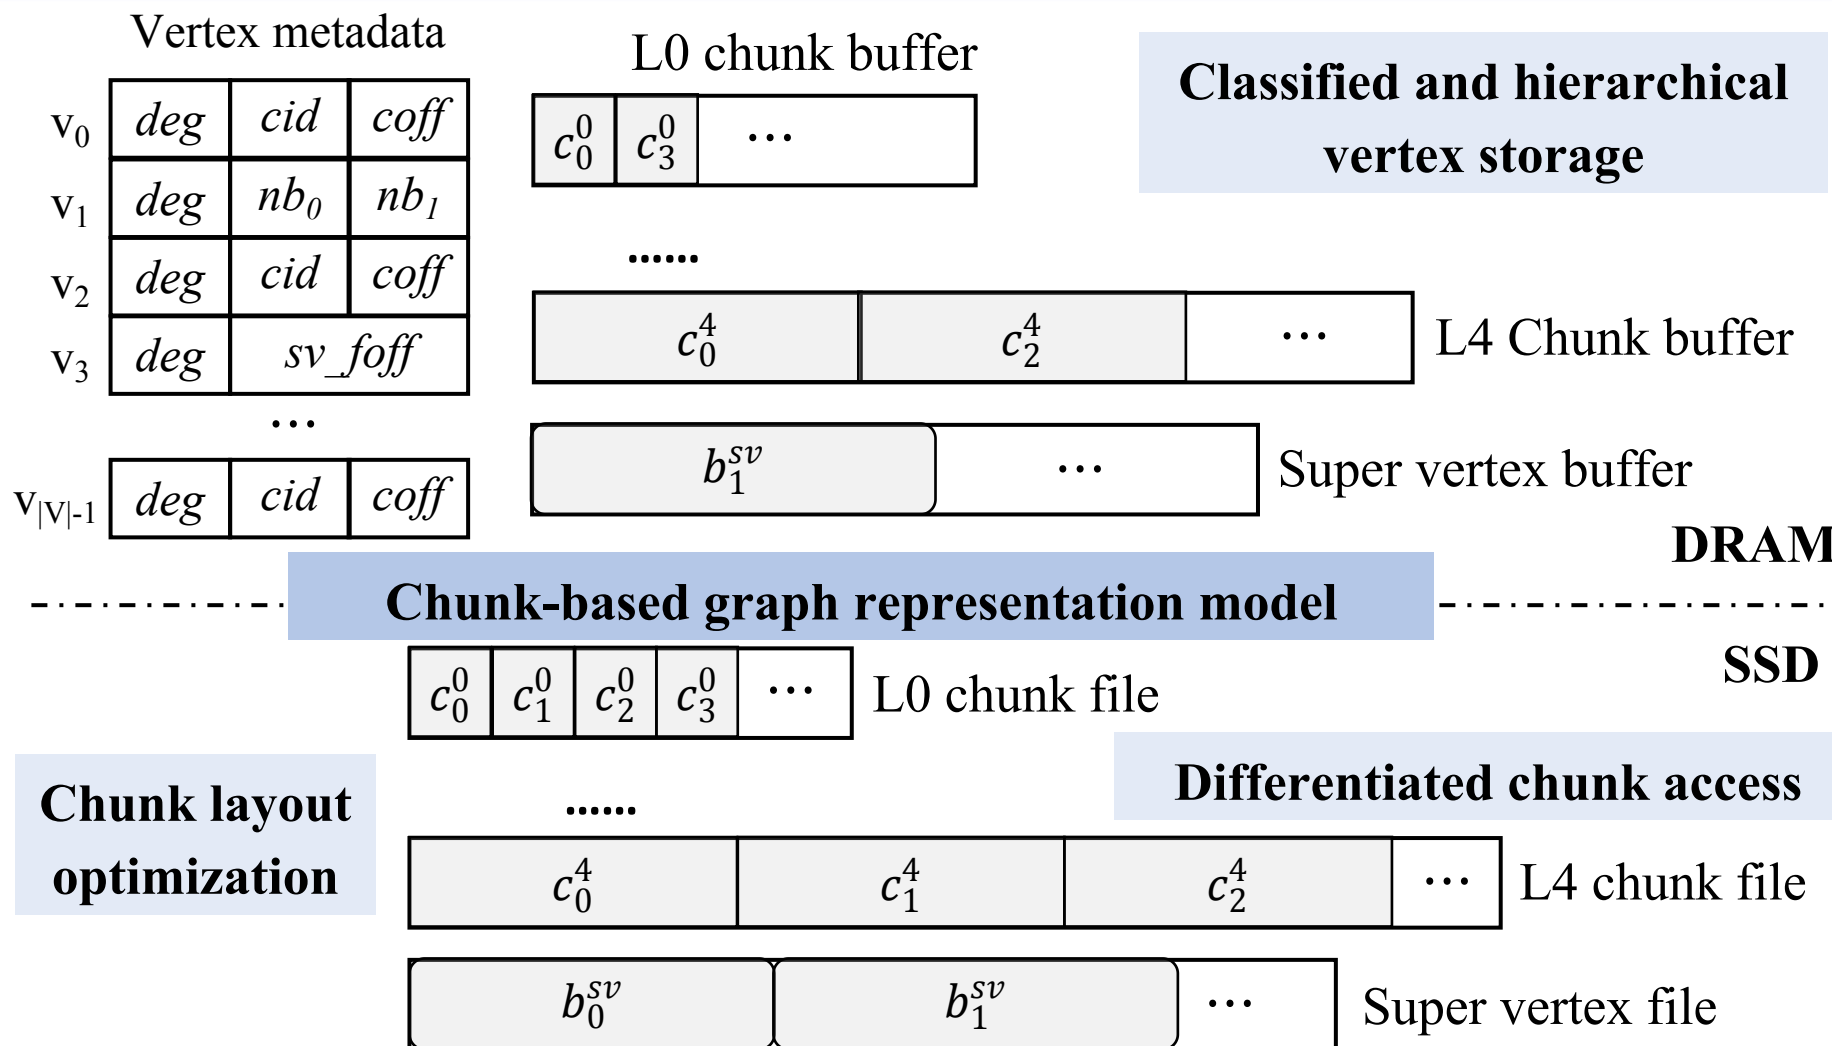 Vertex metadata
v₀ deg cid coff
v₁ deg nb₀ nb₁
v₂ deg cid coff
v₃ deg sv_foff
...
v|V|-1 deg cid coff
L0 chunk buffer
c₀⁰ c₃⁰ ...
......
c₀⁴ c₂⁴ ... L4 Chunk buffer
b₁ˢᵛ ... Super vertex buffer
Classified and hierarchical
vertex storage
DRAM
Chunk-based graph representation model
SSD
c₀⁰ c₁⁰ c₂⁰ c₃⁰ ... L0 chunk file
Chunk layout
optimization
Differentiated chunk access
......
c₀⁴ c₁⁴ c₂⁴ ... L4 chunk file
b₀ˢᵛ b₁ˢᵛ ... Super vertex file